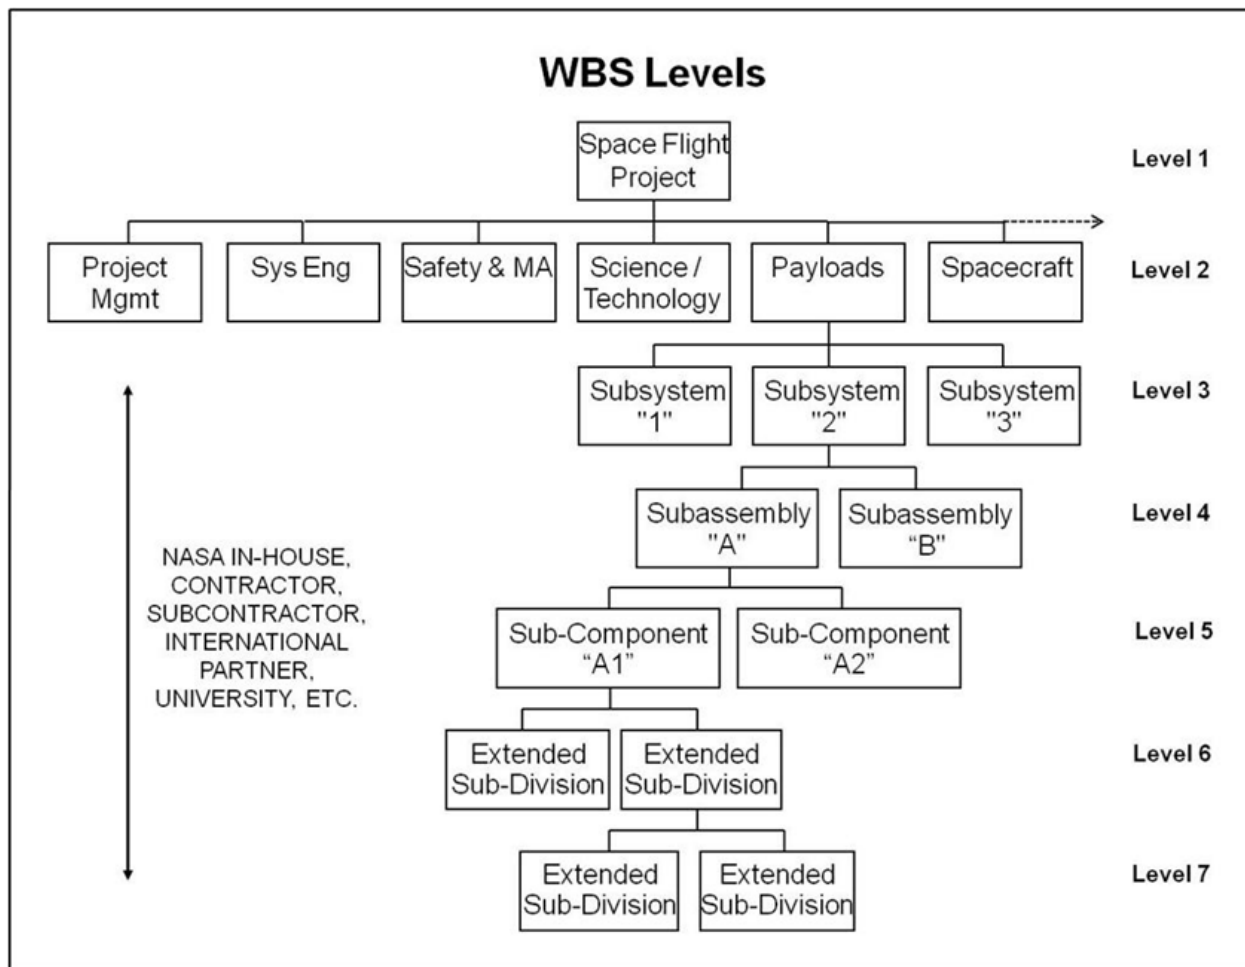 WBS Levels
Space Flight
Project
Level 1
Project
Mgmt
Sys Eng
Safety & MA
Science /
Technology
Payloads
Spacecraft
Level 2
Subsystem
"1"
Subsystem
"2"
Subsystem
"3"
Level 3
Subassembly
"A"
Subassembly
“B”
Level 4
NASA IN-HOUSE,
CONTRACTOR,
SUBCONTRACTOR,
INTERNATIONAL
PARTNER,
UNIVERSITY, ETC.
Sub-Component
“A1”
Sub-Component
“A2”
Level 5
Extended
Sub-Division
Extended
Sub-Division
Level 6
Extended
Sub-Division
Extended
Sub-Division
Level 7